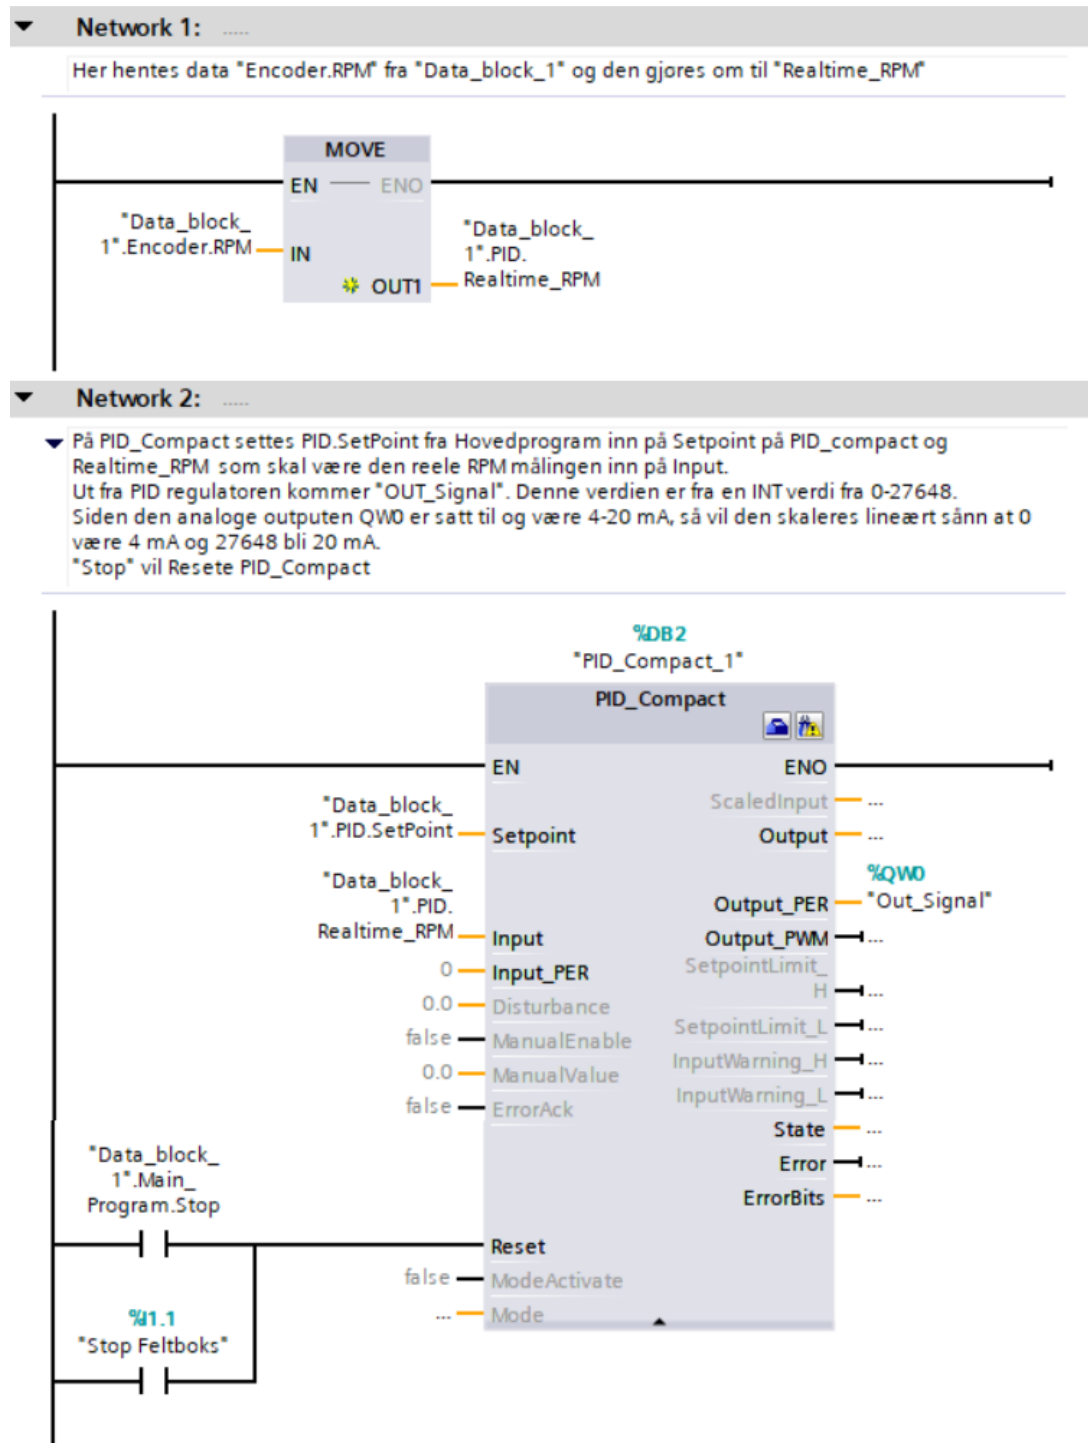 Network 1: .....
Her hentes data "Encoder.RPM" fra "Data_block_1" og den gjøres om til "Realtime_RPM"
MOVE
EN
ENO
"Data_block_
1".Encoder.RPM
IN
OUT1
"Data_block_
1".PID.
Realtime_RPM
Network 2: .....
På PID_Compact settes PID.SetPoint fra Hovedprogram inn på Setpoint på PID_compact og
Realtime_RPM som skal være den reele RPM målingen inn på Input.
Ut fra PID regulatoren kommer "OUT_Signal". Denne verdien er fra en INT verdi fra 0-27648.
Siden den analoge outputen QW0 er satt til og være 4-20 mA, så vil den skaleres lineært sånn at 0
være 4 mA og 27648 bli 20 mA.
"Stop" vil Resete PID_Compact
%DB2
"PID_Compact_1"
PID_Compact
EN
ENO
ScaledInput
...
"Data_block_
1".PID.SetPoint
Setpoint
Output
...
"Data_block_
1".PID.
Realtime_RPM
Input
%QW0
Output_PER
"Out_Signal"
Output_PWM
...
0
Input_PER
SetpointLimit_
H
...
0.0
Disturbance
SetpointLimit_L
...
false
ManualEnable
InputWarning_H
...
0.0
ManualValue
InputWarning_L
...
false
ErrorAck
State
...
Error
...
ErrorBits
...
"Data_block_
1".Main_
Program.Stop
Reset
false
ModeActivate
...
Mode
%I1.1
"Stop Feltboks"